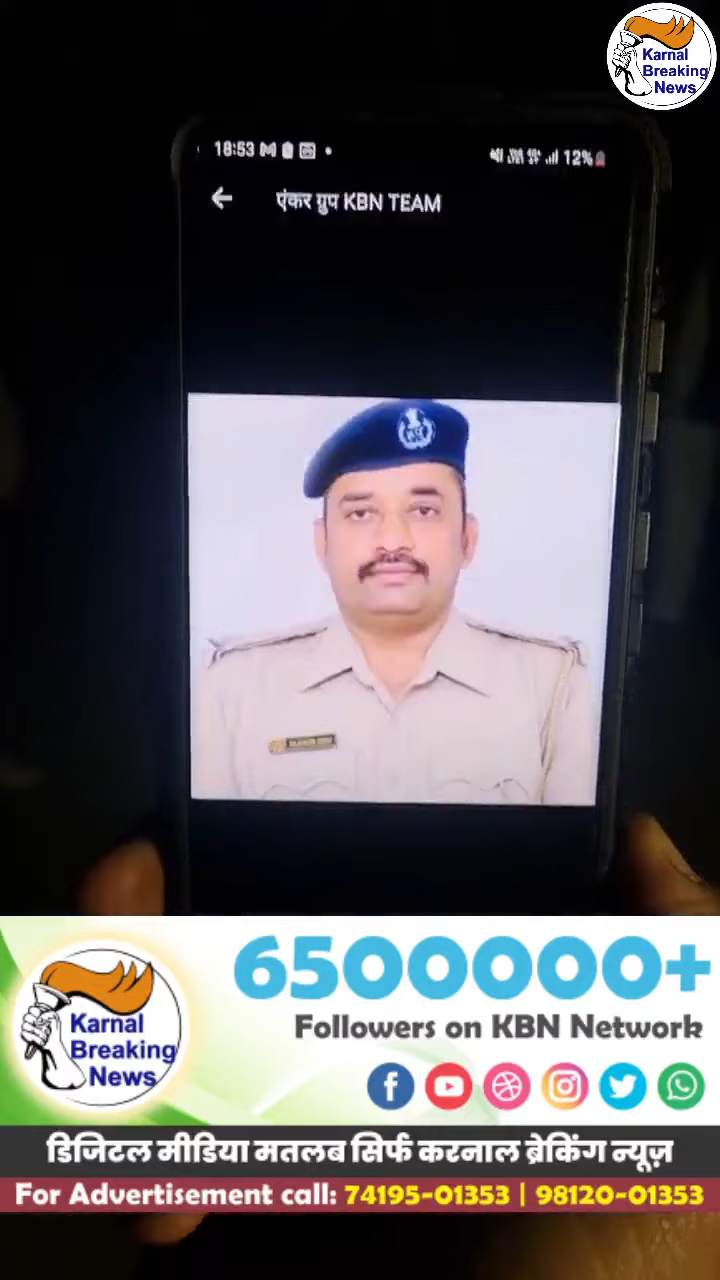 Karnal
Breaking
News
18:53
12%
एंकर ग्रुप KBN TEAM
6500000+
Followers on KBN Network
Karnal
Breaking
News
डिजिटल मीडिया मतलब सिर्फ करनाल ब्रेकिंग न्यूज़
For Advertisement call: 74195-01353 | 98120-01353